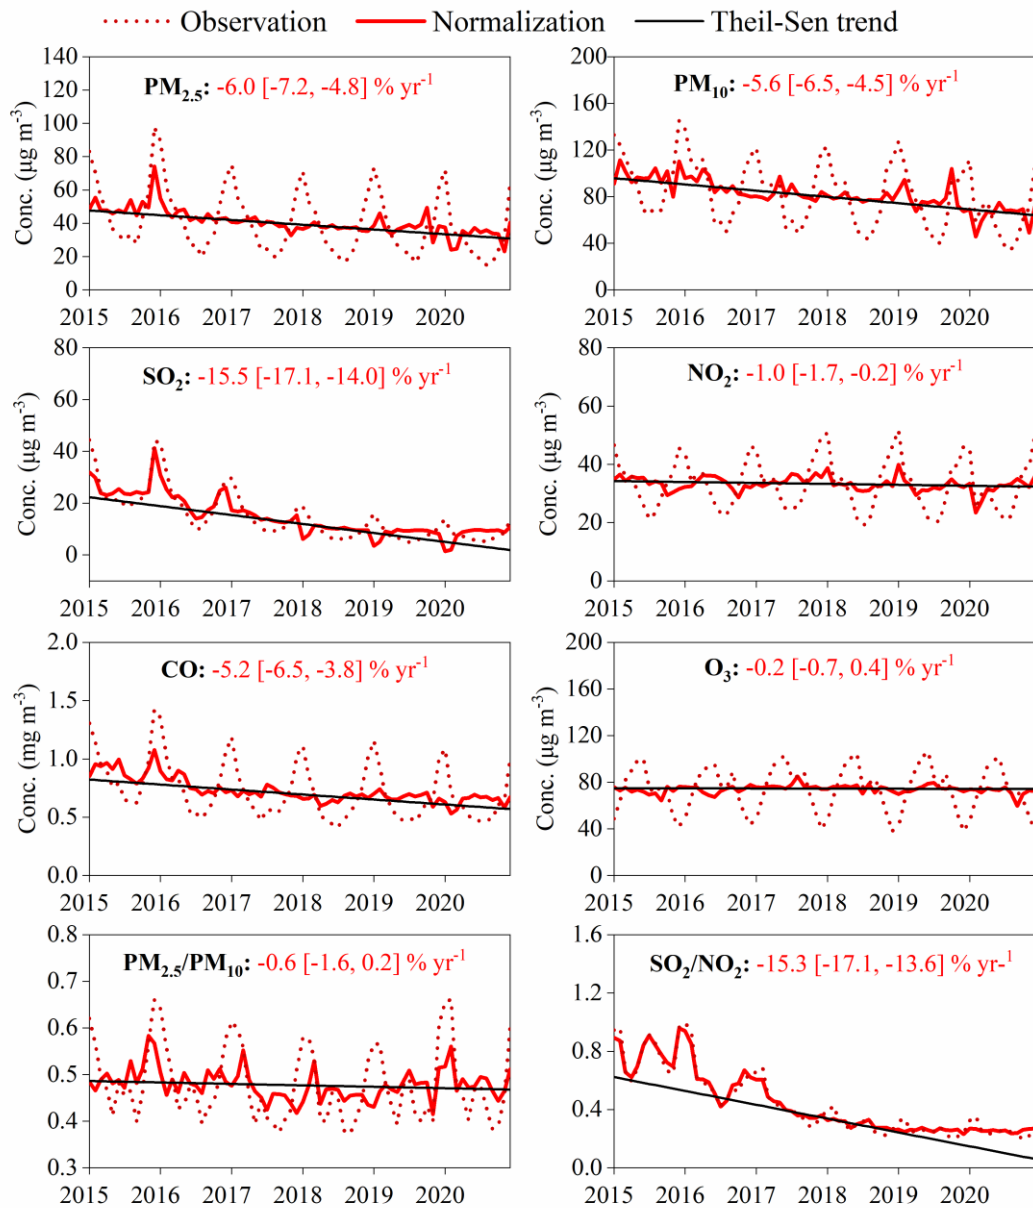 Observation Normalization Theil-Sen trend
PM2.5: -6.0 [-7.2, -4.8] % yr-1
Conc. (μg m-3)
140
120
100
80
60
40
20
0
2015 2016 2017 2018 2019 2020
PM10: -5.6 [-6.5, -4.5] % yr-1
Conc. (μg m-3)
200
160
120
80
40
0
2015 2016 2017 2018 2019 2020
SO2: -15.5 [-17.1, -14.0] % yr-1
Conc. (μg m-3)
80
60
40
20
0
2015 2016 2017 2018 2019 2020
NO2: -1.0 [-1.7, -0.2] % yr-1
Conc. (μg m-3)
80
60
40
20
0
2015 2016 2017 2018 2019 2020
CO: -5.2 [-6.5, -3.8] % yr-1
Conc. (mg m-3)
2.0
1.5
1.0
0.5
0.0
2015 2016 2017 2018 2019 2020
O3: -0.2 [-0.7, 0.4] % yr-1
Conc. (μg m-3)
200
160
120
80
40
0
2015 2016 2017 2018 2019 2020
PM2.5/PM10: -0.6 [-1.6, 0.2] % yr-1
0.8
0.7
0.6
0.5
0.4
0.3
2015 2016 2017 2018 2019 2020
SO2/NO2: -15.3 [-17.1, -13.6] % yr-1
1.6
1.2
0.8
0.4
0.0
2015 2016 2017 2018 2019 2020